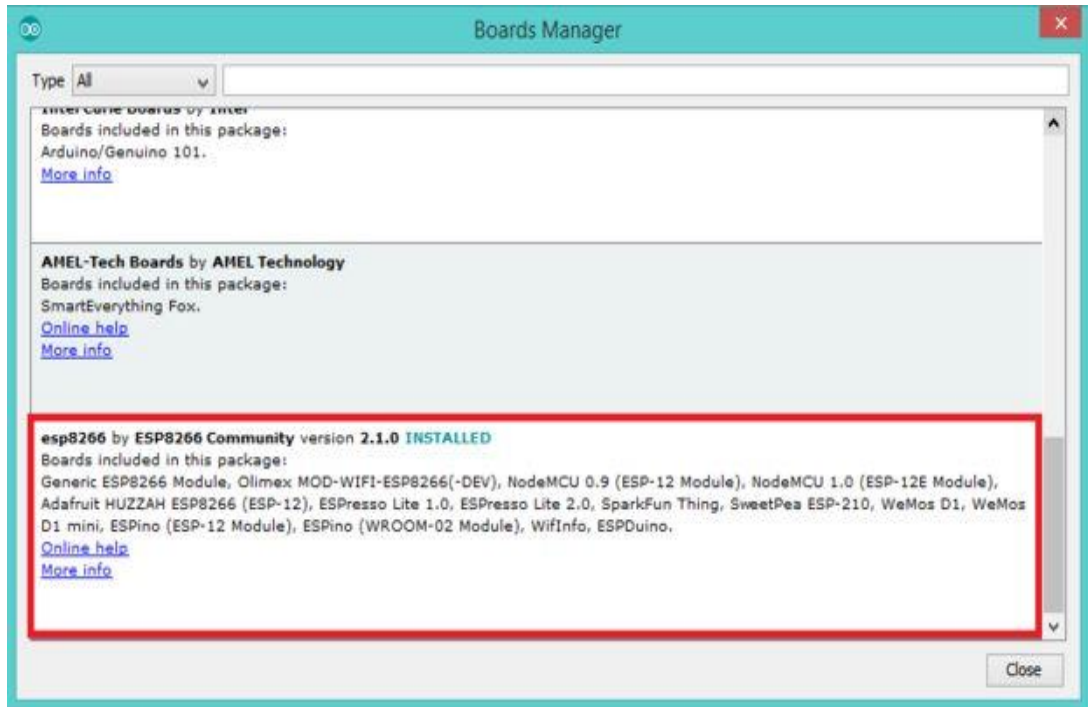 Boards Manager
Type All
Intel Curie Boards by Intel
Boards included in this package:
Arduino/Genuino 101.
More info
AMEL-Tech Boards by AMEL Technology
Boards included in this package:
SmartEverything Fox.
Online help
More info
esp8266 by ESP8266 Community version 2.1.0 INSTALLED
Boards included in this package:
Generic ESP8266 Module, Olimex MOD-WIFI-ESP8266(-DEV), NodeMCU 0.9 (ESP-12 Module), NodeMCU 1.0 (ESP-12E Module),
Adafruit HUZZAH ESP8266 (ESP-12), ESPresso Lite 1.0, ESPresso Lite 2.0, SparkFun Thing, SweetPea ESP-210, WeMos D1, WeMos
D1 mini, ESPino (ESP-12 Module), ESPino (WROOM-02 Module), WifInfo, ESPDuino.
Online help
More info
Close